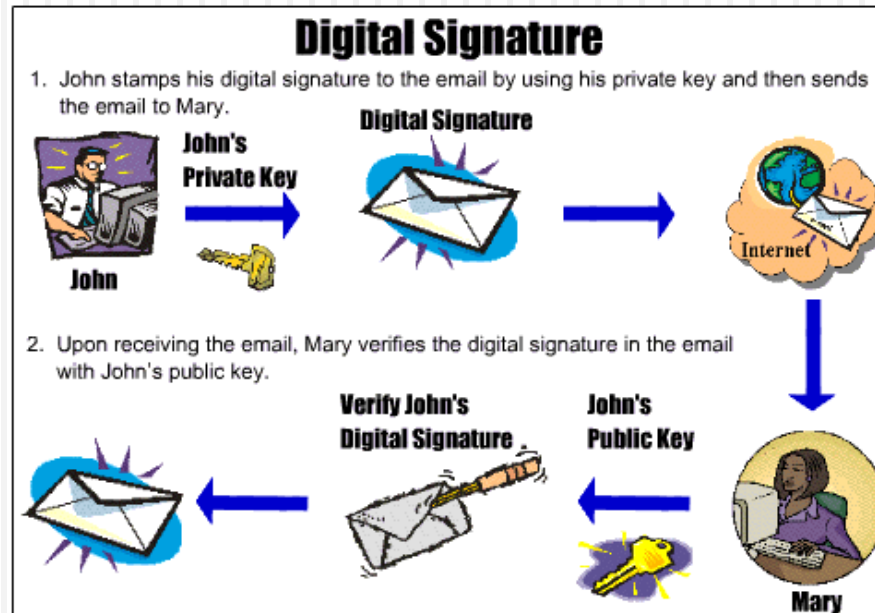 Digital Signature
1. John stamps his digital signature to the email by using his private key and then sends
the email to Mary.
John's
Private Key
Digital Signature
John
Internet
2. Upon receiving the email, Mary verifies the digital signature in the email
with John's public key.
Verify John's
Digital Signature .
John's
Public Key
Mary